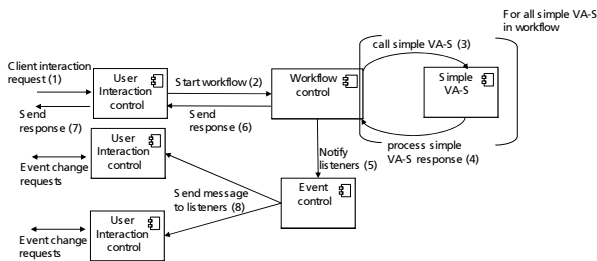 For all simple VA-S
in workflow
call simple VA-S (3)
Client interaction
request (1)
User
Interaction
control
Start workflow (2)
Workflow
control
Simple
VA-S
Send
response (7)
Send
response (6)
process simple
VA-S response (4)
User
Interaction
control
Event change
requests
Notify
listeners (5)
Send message
to listeners (8)
Event
control
User
Interaction
control
Event change
requests